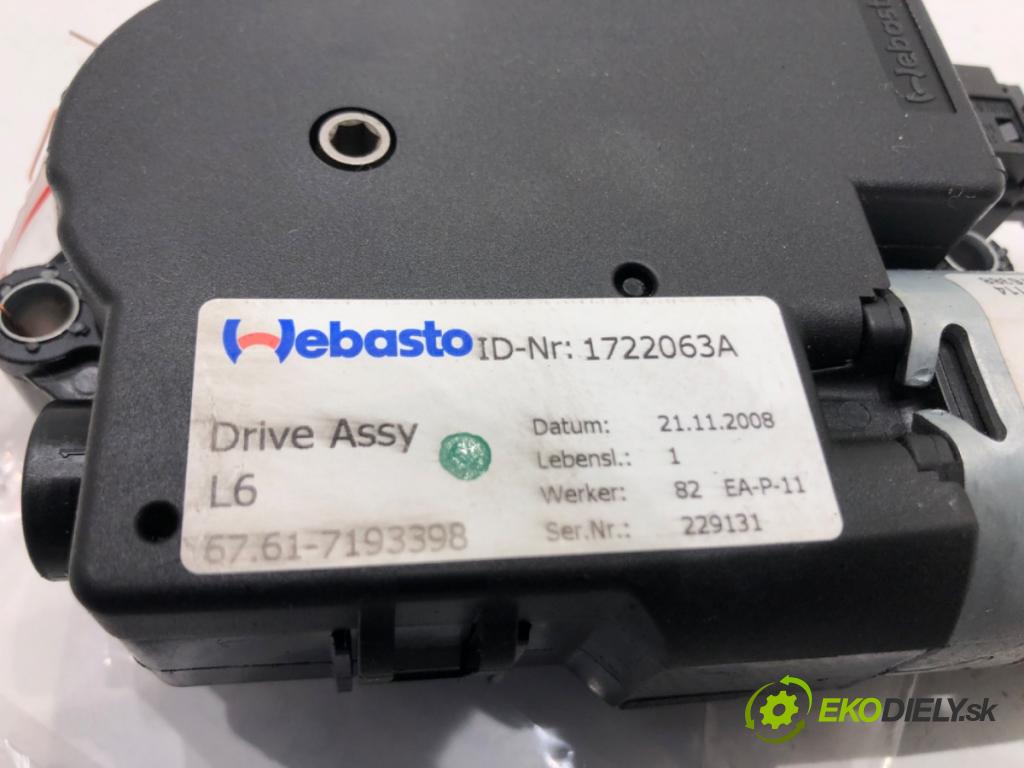 Webasto
Webasto ID-Nr: 1722063A
Drive Assy
L6
67.61-7193398
Datum: 21.11.2008
Lebensl.: 1
Werker: 82 EA-P-11
Ser.Nr.: 229131
EKODIELY.sk